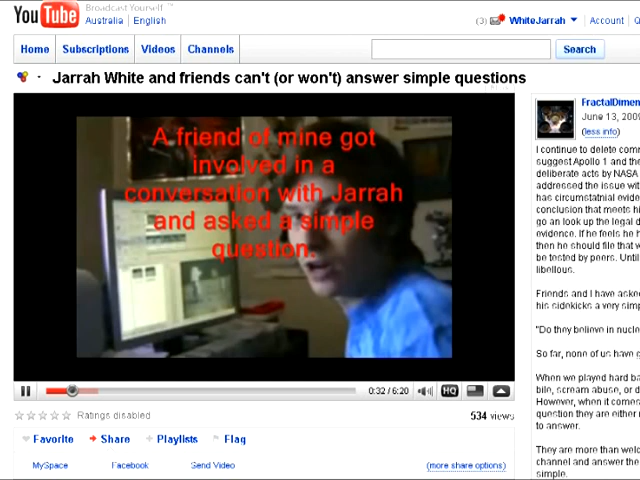 You Tube Broadcast Yourself™
Australia | English
(3) WhiteJarrah ▼ | Account |
Home Subscriptions Videos Channels Search
Jarrah White and friends can't (or won't) answer simple questions
A friend of mine got
involved in a
conversation with Jarrah
and asked a simple
question.
0:32 / 6:20 HQ
Ratings disabled 534 views
Favorite Share Playlists Flag
MySpace Facebook Send Video (more share options)
FractalDimen
June 13, 2009
(less info)
I continue to delete com
suggest Apollo 1 and the
deliberate acts by NASA
addressed the issue wit
has circumstatnial evide
conclusion that meets hi
go an look up the legal d
evidence. If he feels he h
then he should file that w
be tested by peers. Until
libellous.
Friends and I have aske
his sidekicks a very simp
"Do they believe in nucle
So far, none of us have g
When we played hard ba
bile, scream abuse, or d
However, when it comes
question they are either
to answer.
They are more than welc
channel and answer the
simple.